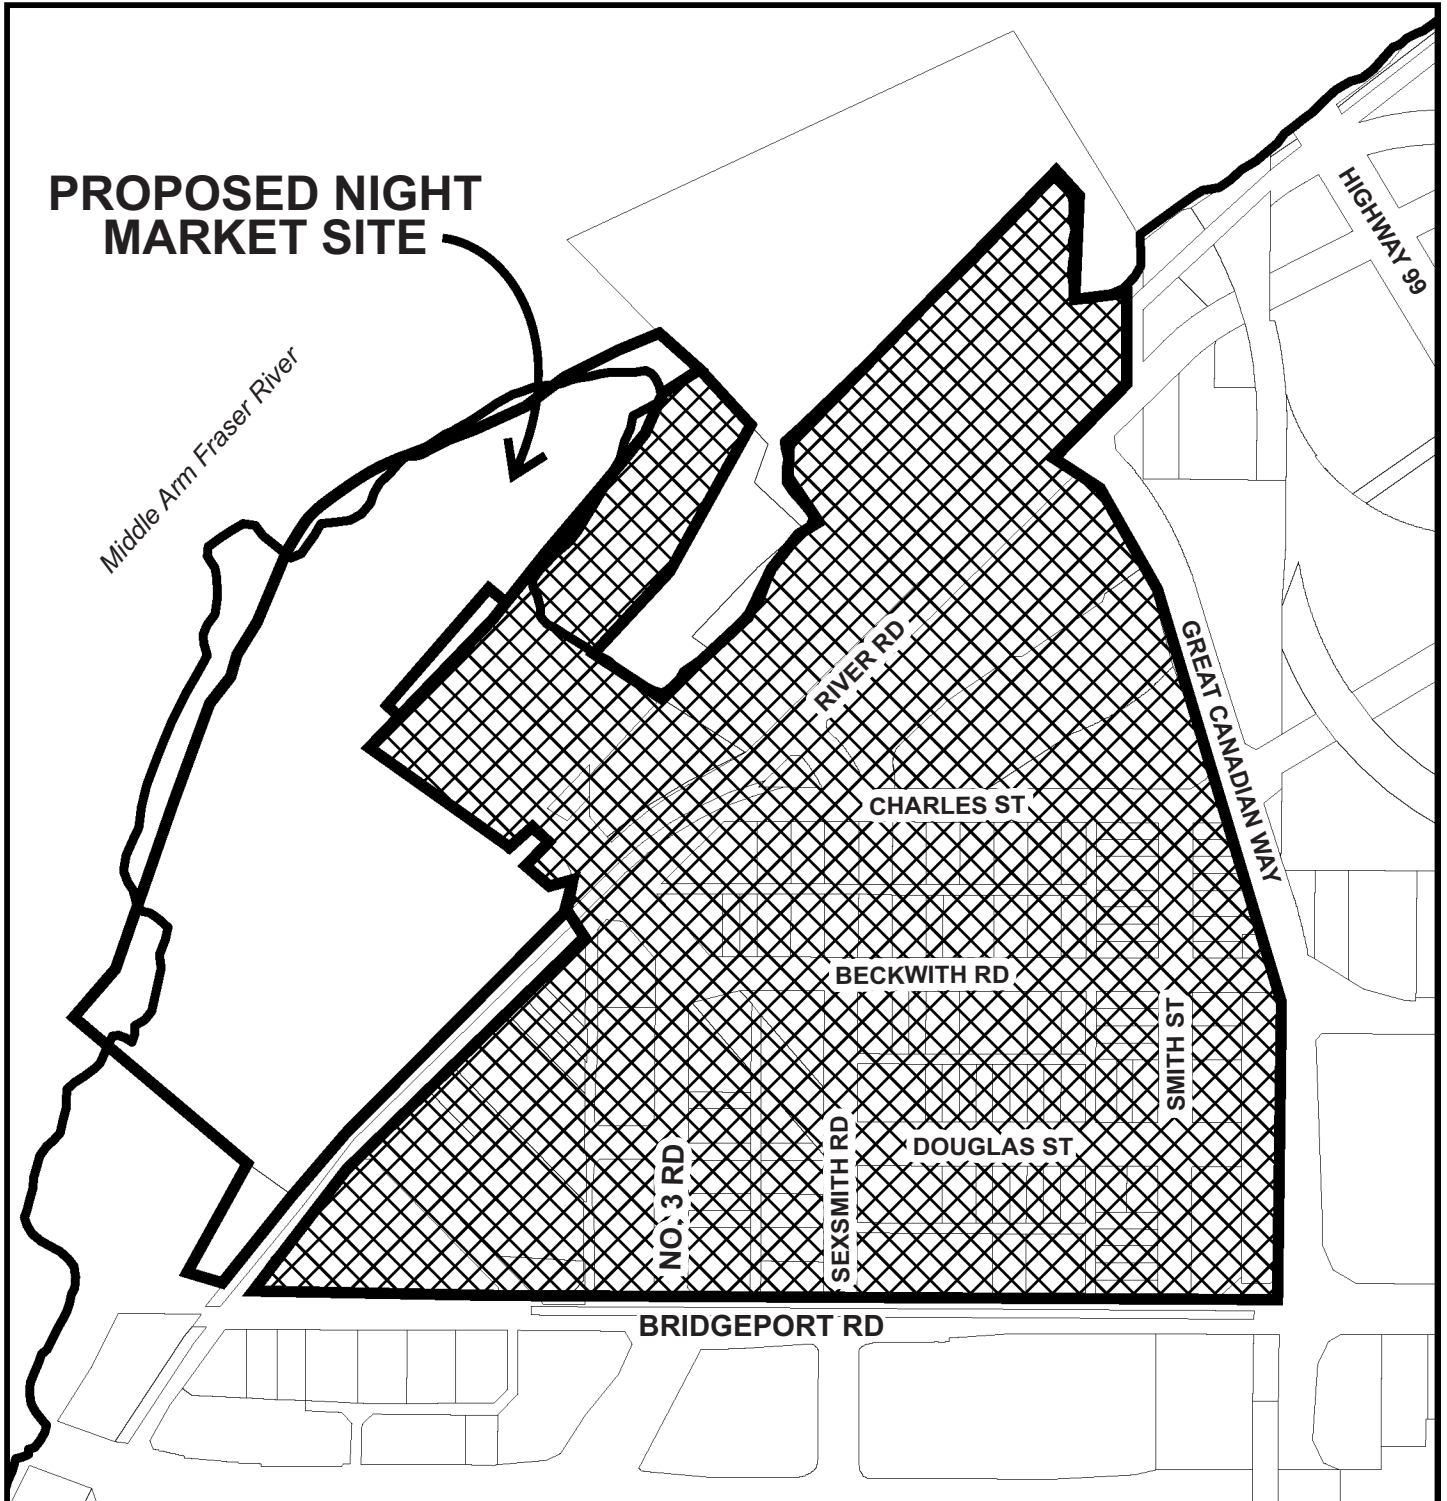 PROPOSED NIGHT
MARKET SITE
HIGHWAY 99
Middle Arm Fraser River
RIVER RD
GREAT CANADIAN WAY
CHARLES ST
BECKWITH RD
SMITH ST
DOUGLAS ST
NO. 3 RD
SEXSMITH RD
BRIDGEPORT RD